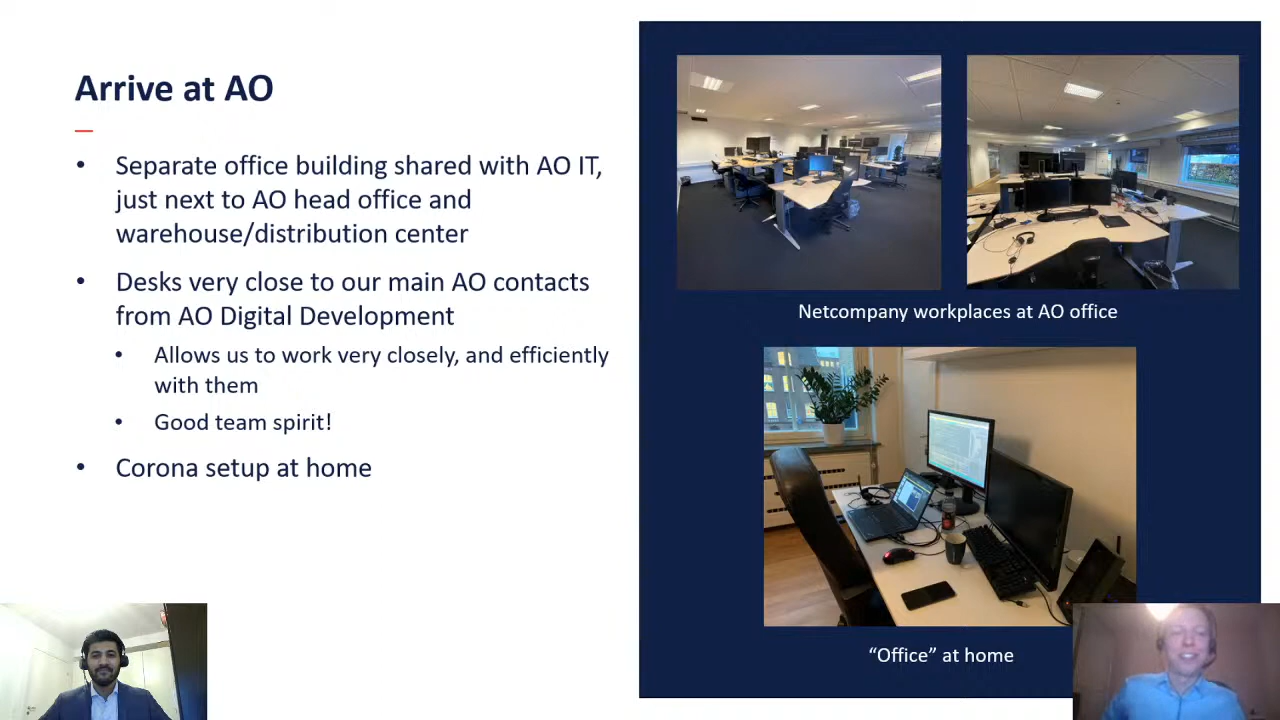 Arrive at AO
• Separate office building shared with AO IT,
just next to AO head office and
warehouse/distribution center
• Desks very close to our main AO contacts
from AO Digital Development
• Allows us to work very closely, and efficiently
with them
• Good team spirit!
• Corona setup at home
Netcompany workplaces at AO office
“Office” at home